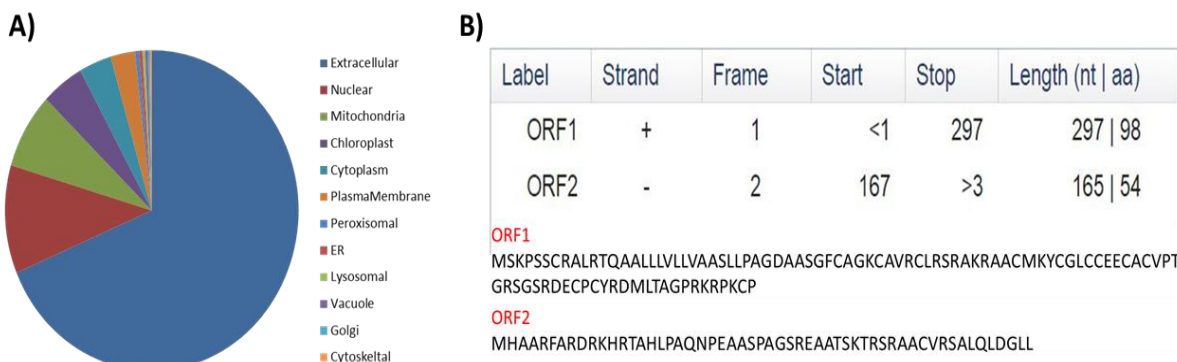 A)
Extracellular
Nuclear
Mitochondria
Chloroplast
Cytoplasm
PlasmaMembrane
Peroxisomal
ER
Lysosomal
Vacuole
Golgi
Cytoskeltal
B)
Label Strand Frame Start Stop Length (nt | aa)
ORF1 + 1 <1 297 297 | 98
ORF2 - 2 167 >3 165 | 54
ORF1
MSKPSSCRALRTQAALLLVLLVAASLLPAGDAASGFCAGKCAVRCLRSRAKRAACMKYCGLCCEECACVPT
GRSGSRDECPCYRDMLTAGPRKRPKCP
ORF2
MHAARFARDRKHRTAHLPAQNPEAASPAGSREAATSKTRSRAACVRSALQLDGLL